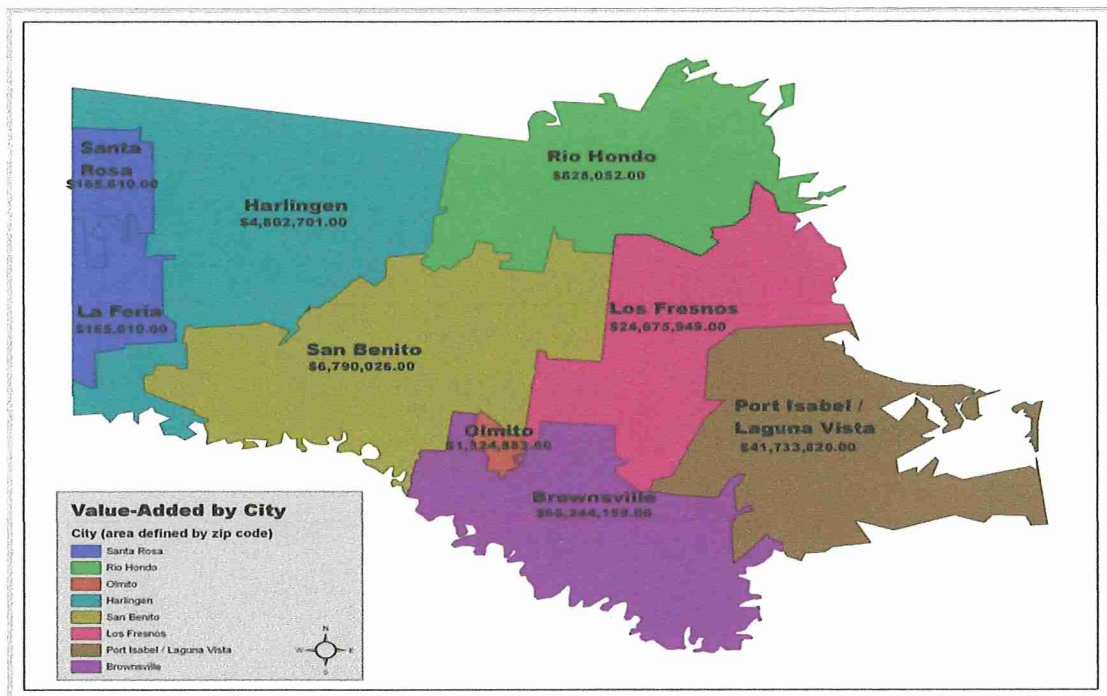 Santa
Rosa
$165,610.00
Harlingen
$4,802,701.00
Rio Hondo
$828,052.00
La Feria
$165,610.00
San Benito
$6,790,026.00
Los Fresnos
$24,675,949.00
Port Isabel /
Laguna Vista
$41,733,820.00
Olmito
Brownsville
Value-Added by City
City (area defined by zip code)
Santa Rosa
Rio Hondo
Olmito
Harlingen
San Benito
Los Fresnos
Port Isabel / Laguna Vista
Brownsville
N
W
E
S